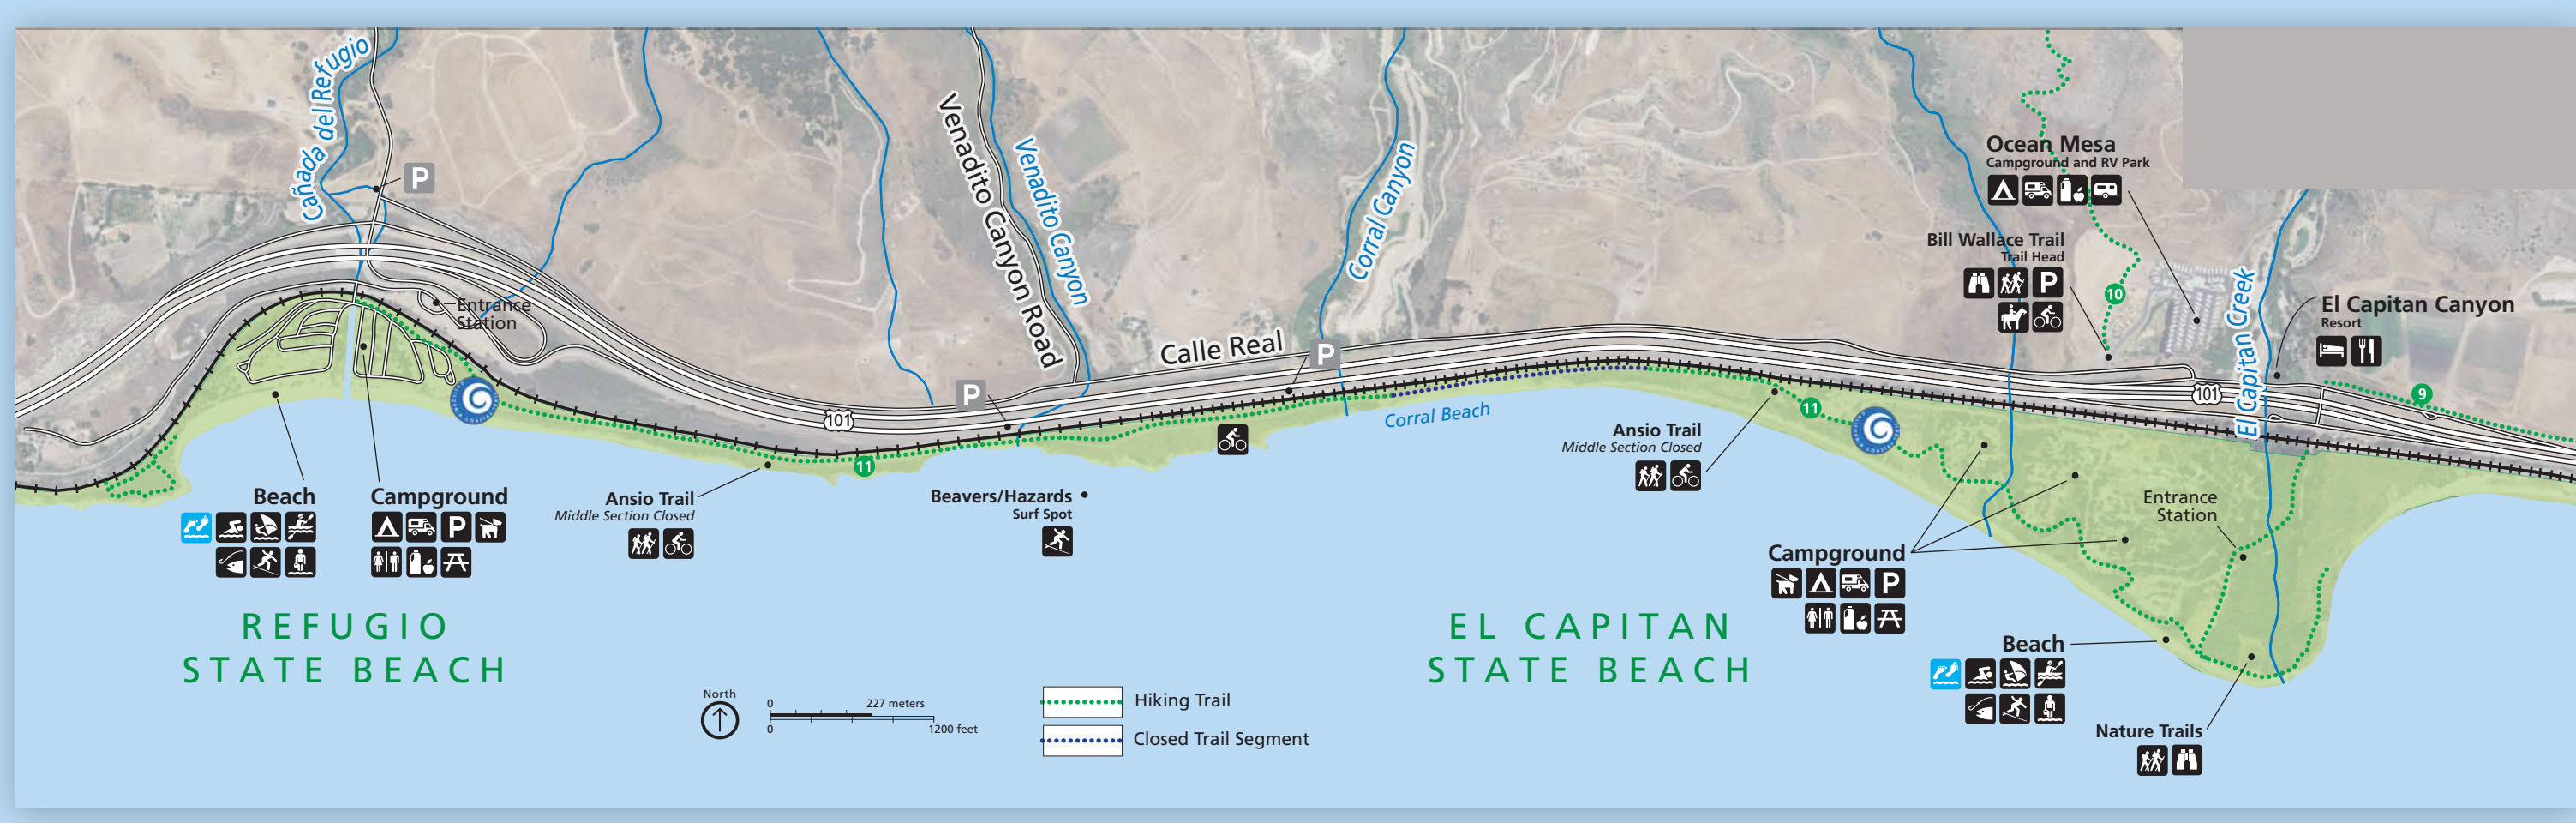 Cañada del Refugio
P
Entrance
Station
Beach
Campground
P
REFUGIO
STATE BEACH
Ansio Trail
Middle Section Closed
101
11
Venadito Canyon Road
Venadito Canyon
P
Beavers/Hazards
Surf Spot
Calle Real
P
Corral Canyon
Corral Beach
North
0
227 meters
0
1200 feet
Hiking Trail
Closed Trail Segment
EL CAPITAN
STATE BEACH
Ansio Trail
Middle Section Closed
11
Ocean Mesa
Campground and RV Park
Bill Wallace Trail
Trail Head
P
10
El Capitan Creek
El Capitan Canyon
Resort
101
9
Entrance
Station
Campground
P
Beach
Nature Trails